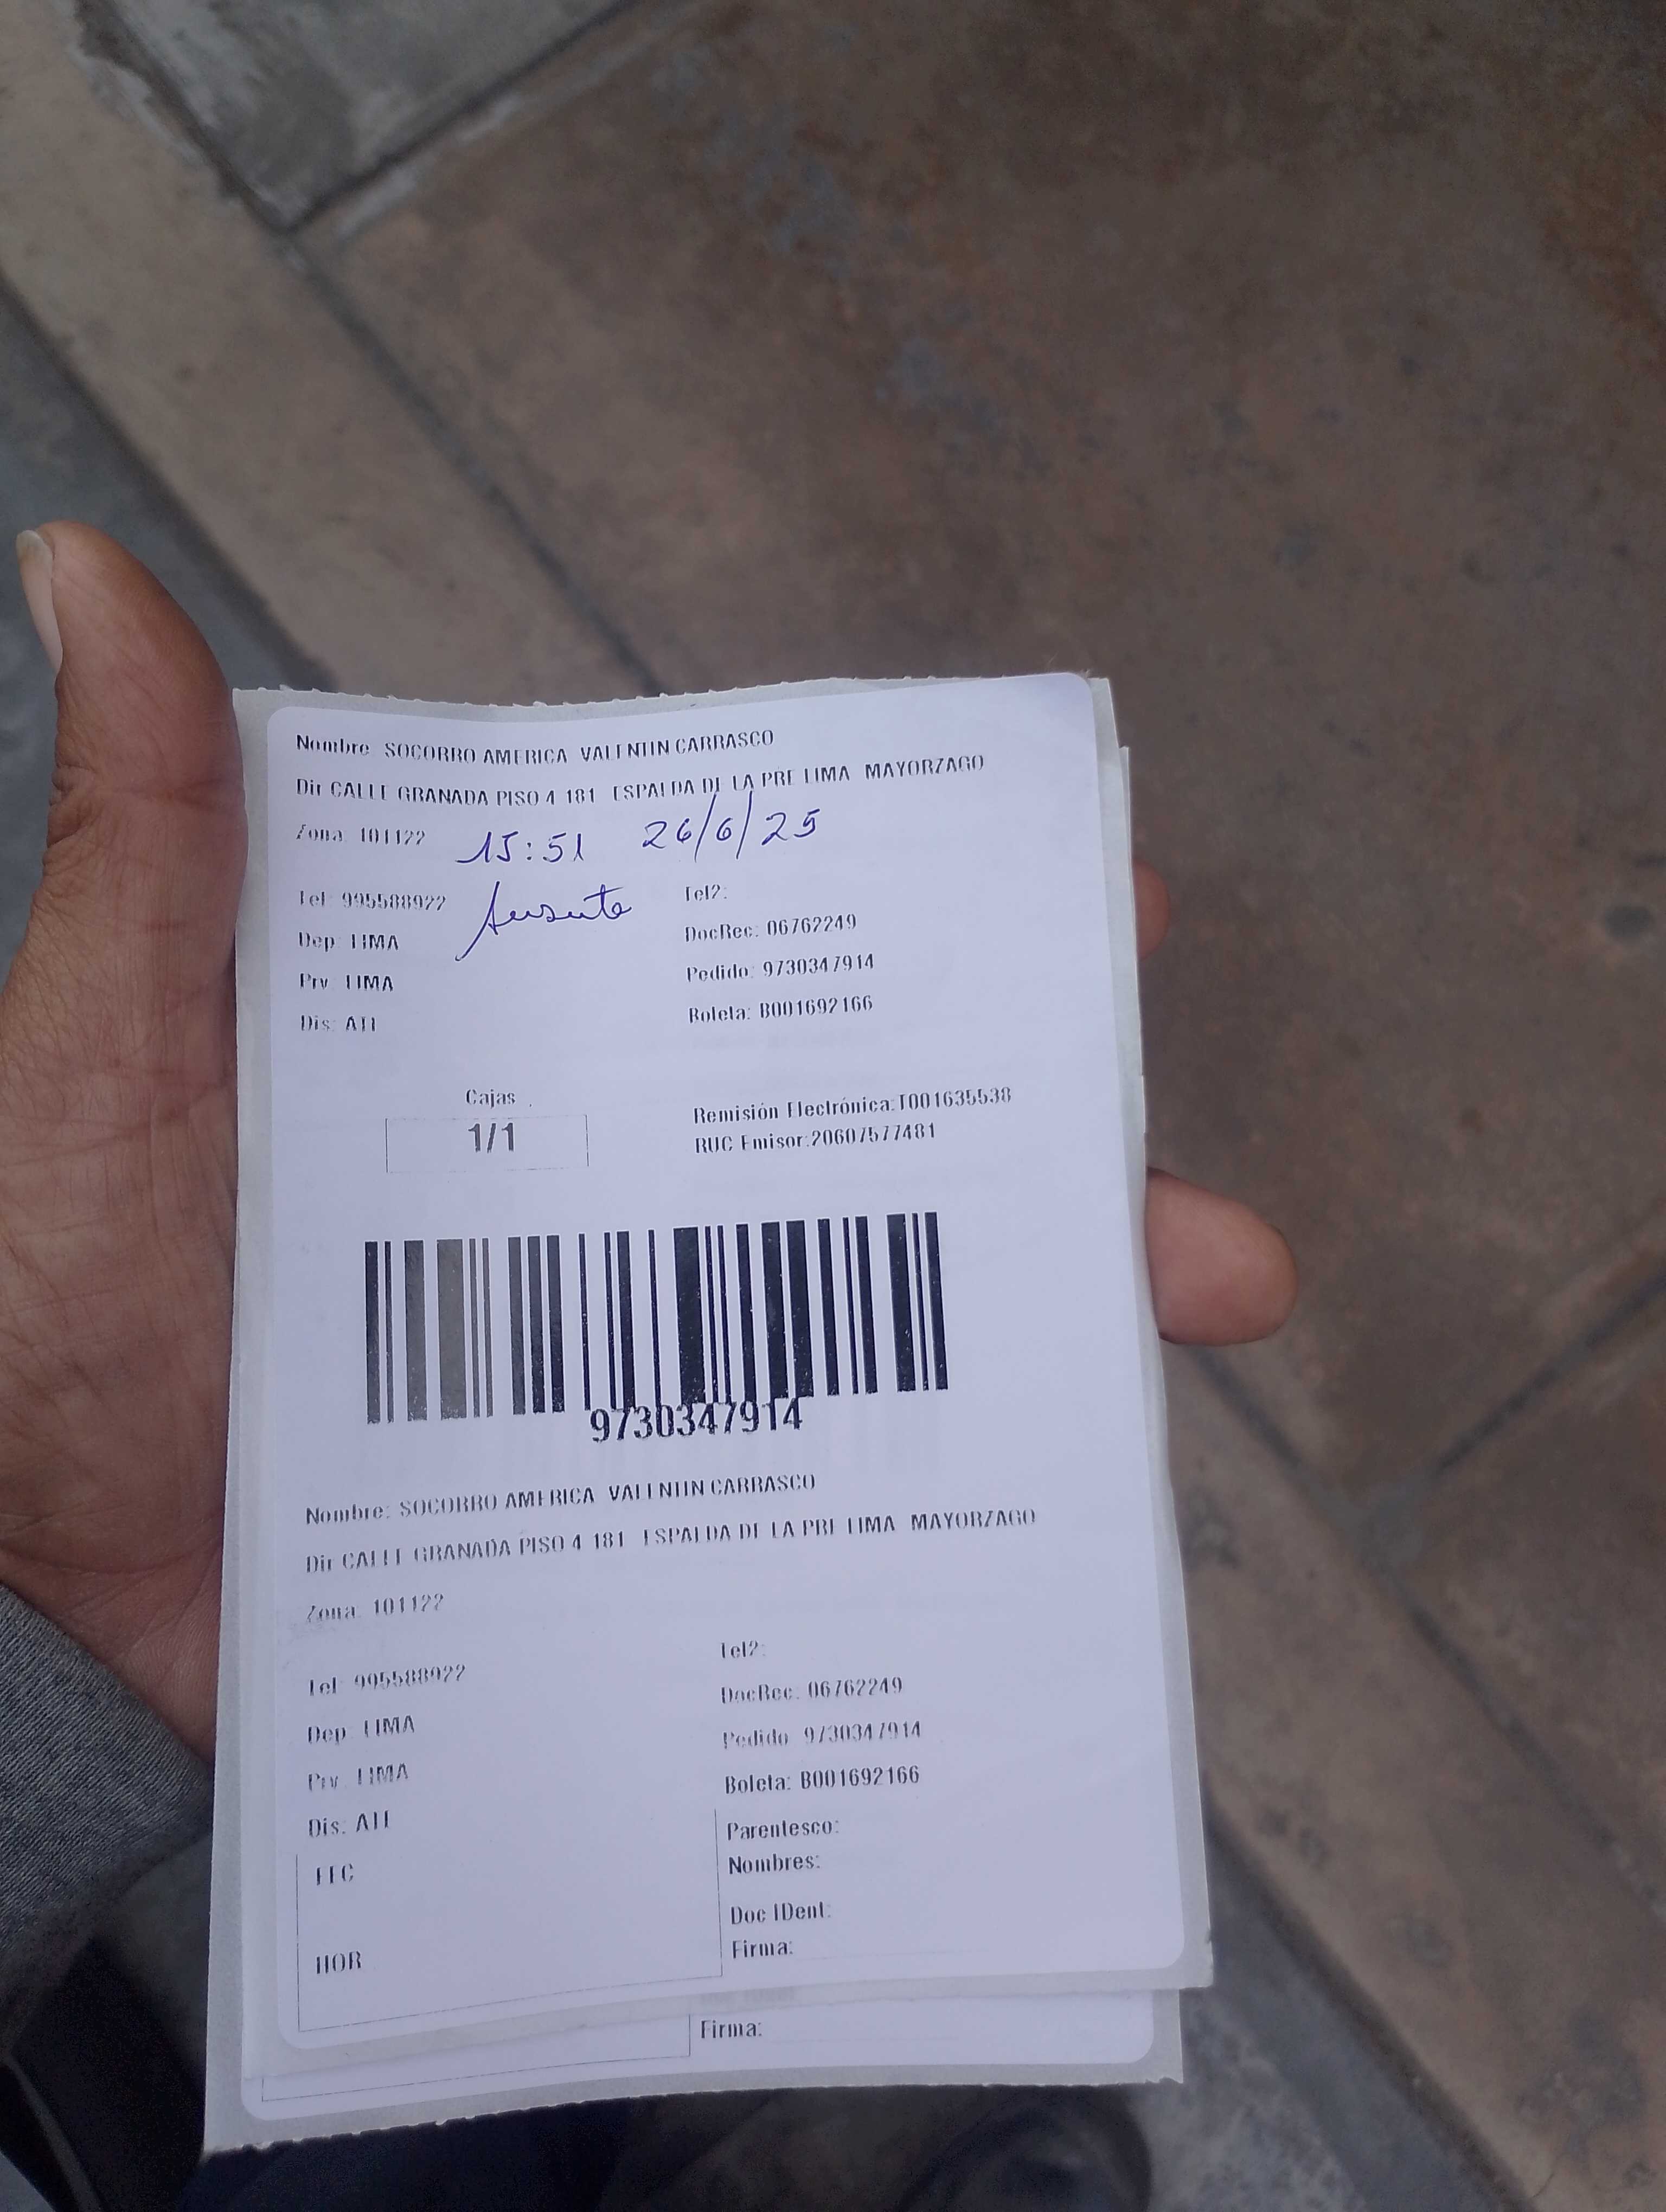 Nombre: SOCORRO AMERICA VALENTIN CARRASCO
Dir CALLE GRANADA PISO 4 181 ESPALDA DE LA PRE LIMA MAYORZAGO
Zona: 101122
15:51 26/6/25
Tel: 995588922
Ausente
Tel2:
Dep: LIMA
DocRec: 06762249
Prv: LIMA
Pedido: 9730347914
Dis: ATE
Boleta: B001692166
Cajas
1/1
Remisión Electrónica:T001635538
RUC Emisor:20607577481
9730347914
Nombre: SOCORRO AMERICA VALENTIN CARRASCO
Dir CALLE GRANADA PISO 4 181 ESPALDA DE LA PRE LIMA MAYORZAGO
Zona: 101122
Tel: 995588922
Tel2:
Dep: LIMA
DocRec: 06762249
Prv: LIMA
Pedido: 9730347914
Dis: ATE
Boleta: B001692166
FEC
Parentesco:
Nombres:
Doc IDent:
HOR
Firma:
Firma: